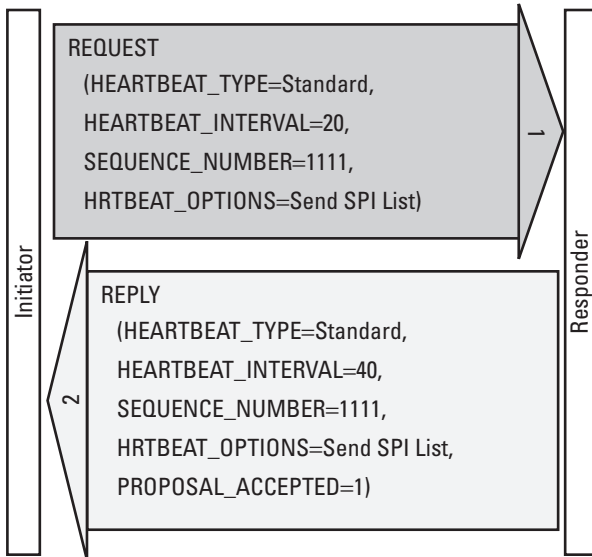 Initiator
REQUEST
(HEARTBEAT_TYPE=Standard,
HEARTBEAT_INTERVAL=20,
SEQUENCE_NUMBER=1111,
HRTBEAT_OPTIONS=Send SPI List)
1
Responder
REPLY
(HEARTBEAT_TYPE=Standard,
HEARTBEAT_INTERVAL=40,
SEQUENCE_NUMBER=1111,
HRTBEAT_OPTIONS=Send SPI List,
PROPOSAL_ACCEPTED=1)
2